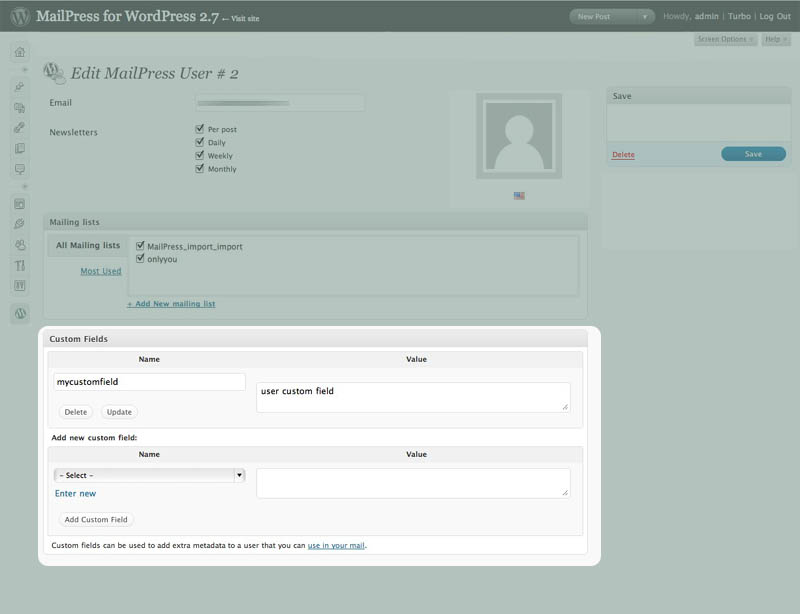 MailPress for WordPress 2.7 ← Visit site
New Post
Howdy, admin | Turbo | Log Out
Screen Options
Help
Edit MailPress User # 2
Email
Newsletters
Per post
Daily
Weekly
Monthly
Save
Delete
Save
Mailing lists
All Mailing lists
Most Used
MailPress_import_import
onlyyou
+ Add New mailing list
Custom Fields
Name Value
mycustomfield
user custom field
Delete Update
Add new custom field:
Name Value
– Select –
Enter new
Add Custom Field
Custom fields can be used to add extra metadata to a user that you can use in your mail.